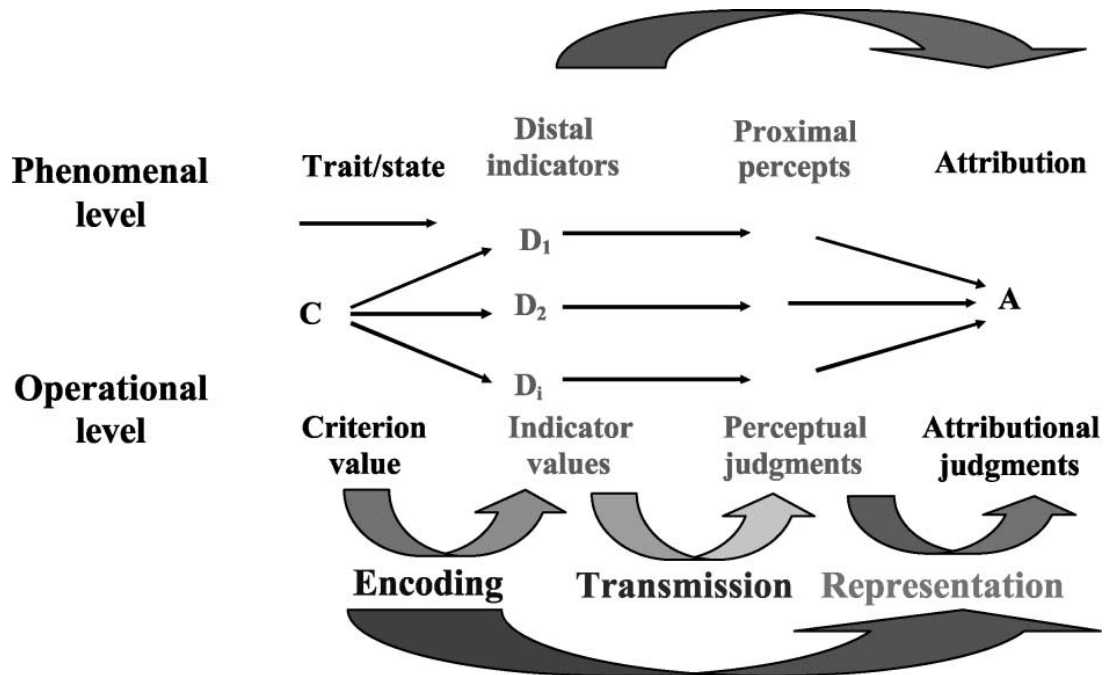 Distal
indicators
Proximal
percepts
Phenomenal
level
Trait/state
Attribution
D₁
C
D₂
A
Dᵢ
Operational
level
Criterion
value
Indicator
values
Perceptual
judgments
Attributional
judgments
Encoding
Transmission
Representation